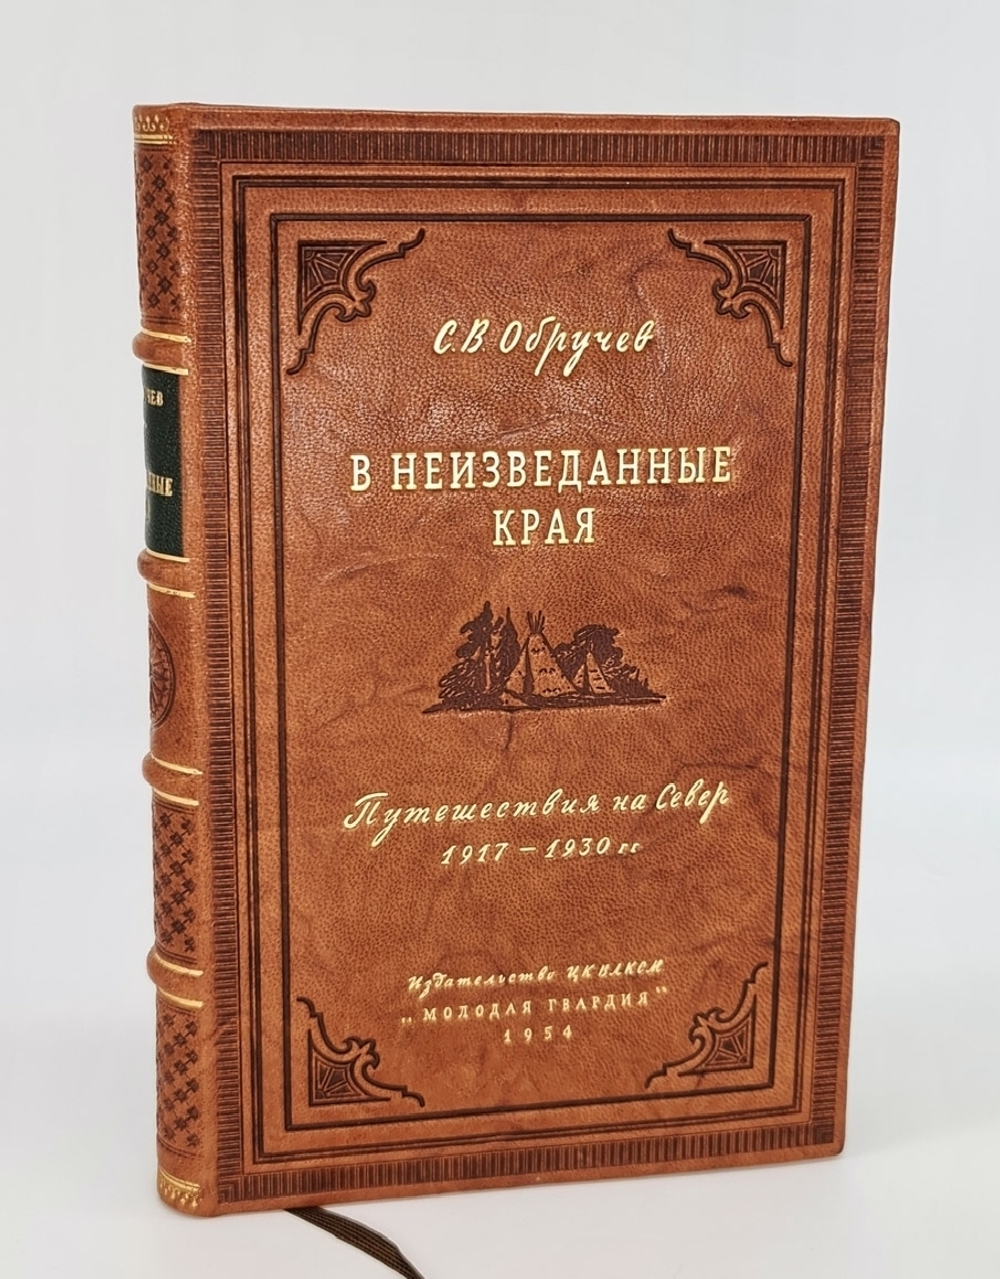 С.В. Обручев
В НЕИЗВЕДАННЫЕ
КРАЯ
Путешествия на Север
1917 – 1930 гг
Издательство ЦК ВЛКСМ
„МОЛОДАЯ ГВАРДИЯ"
1954